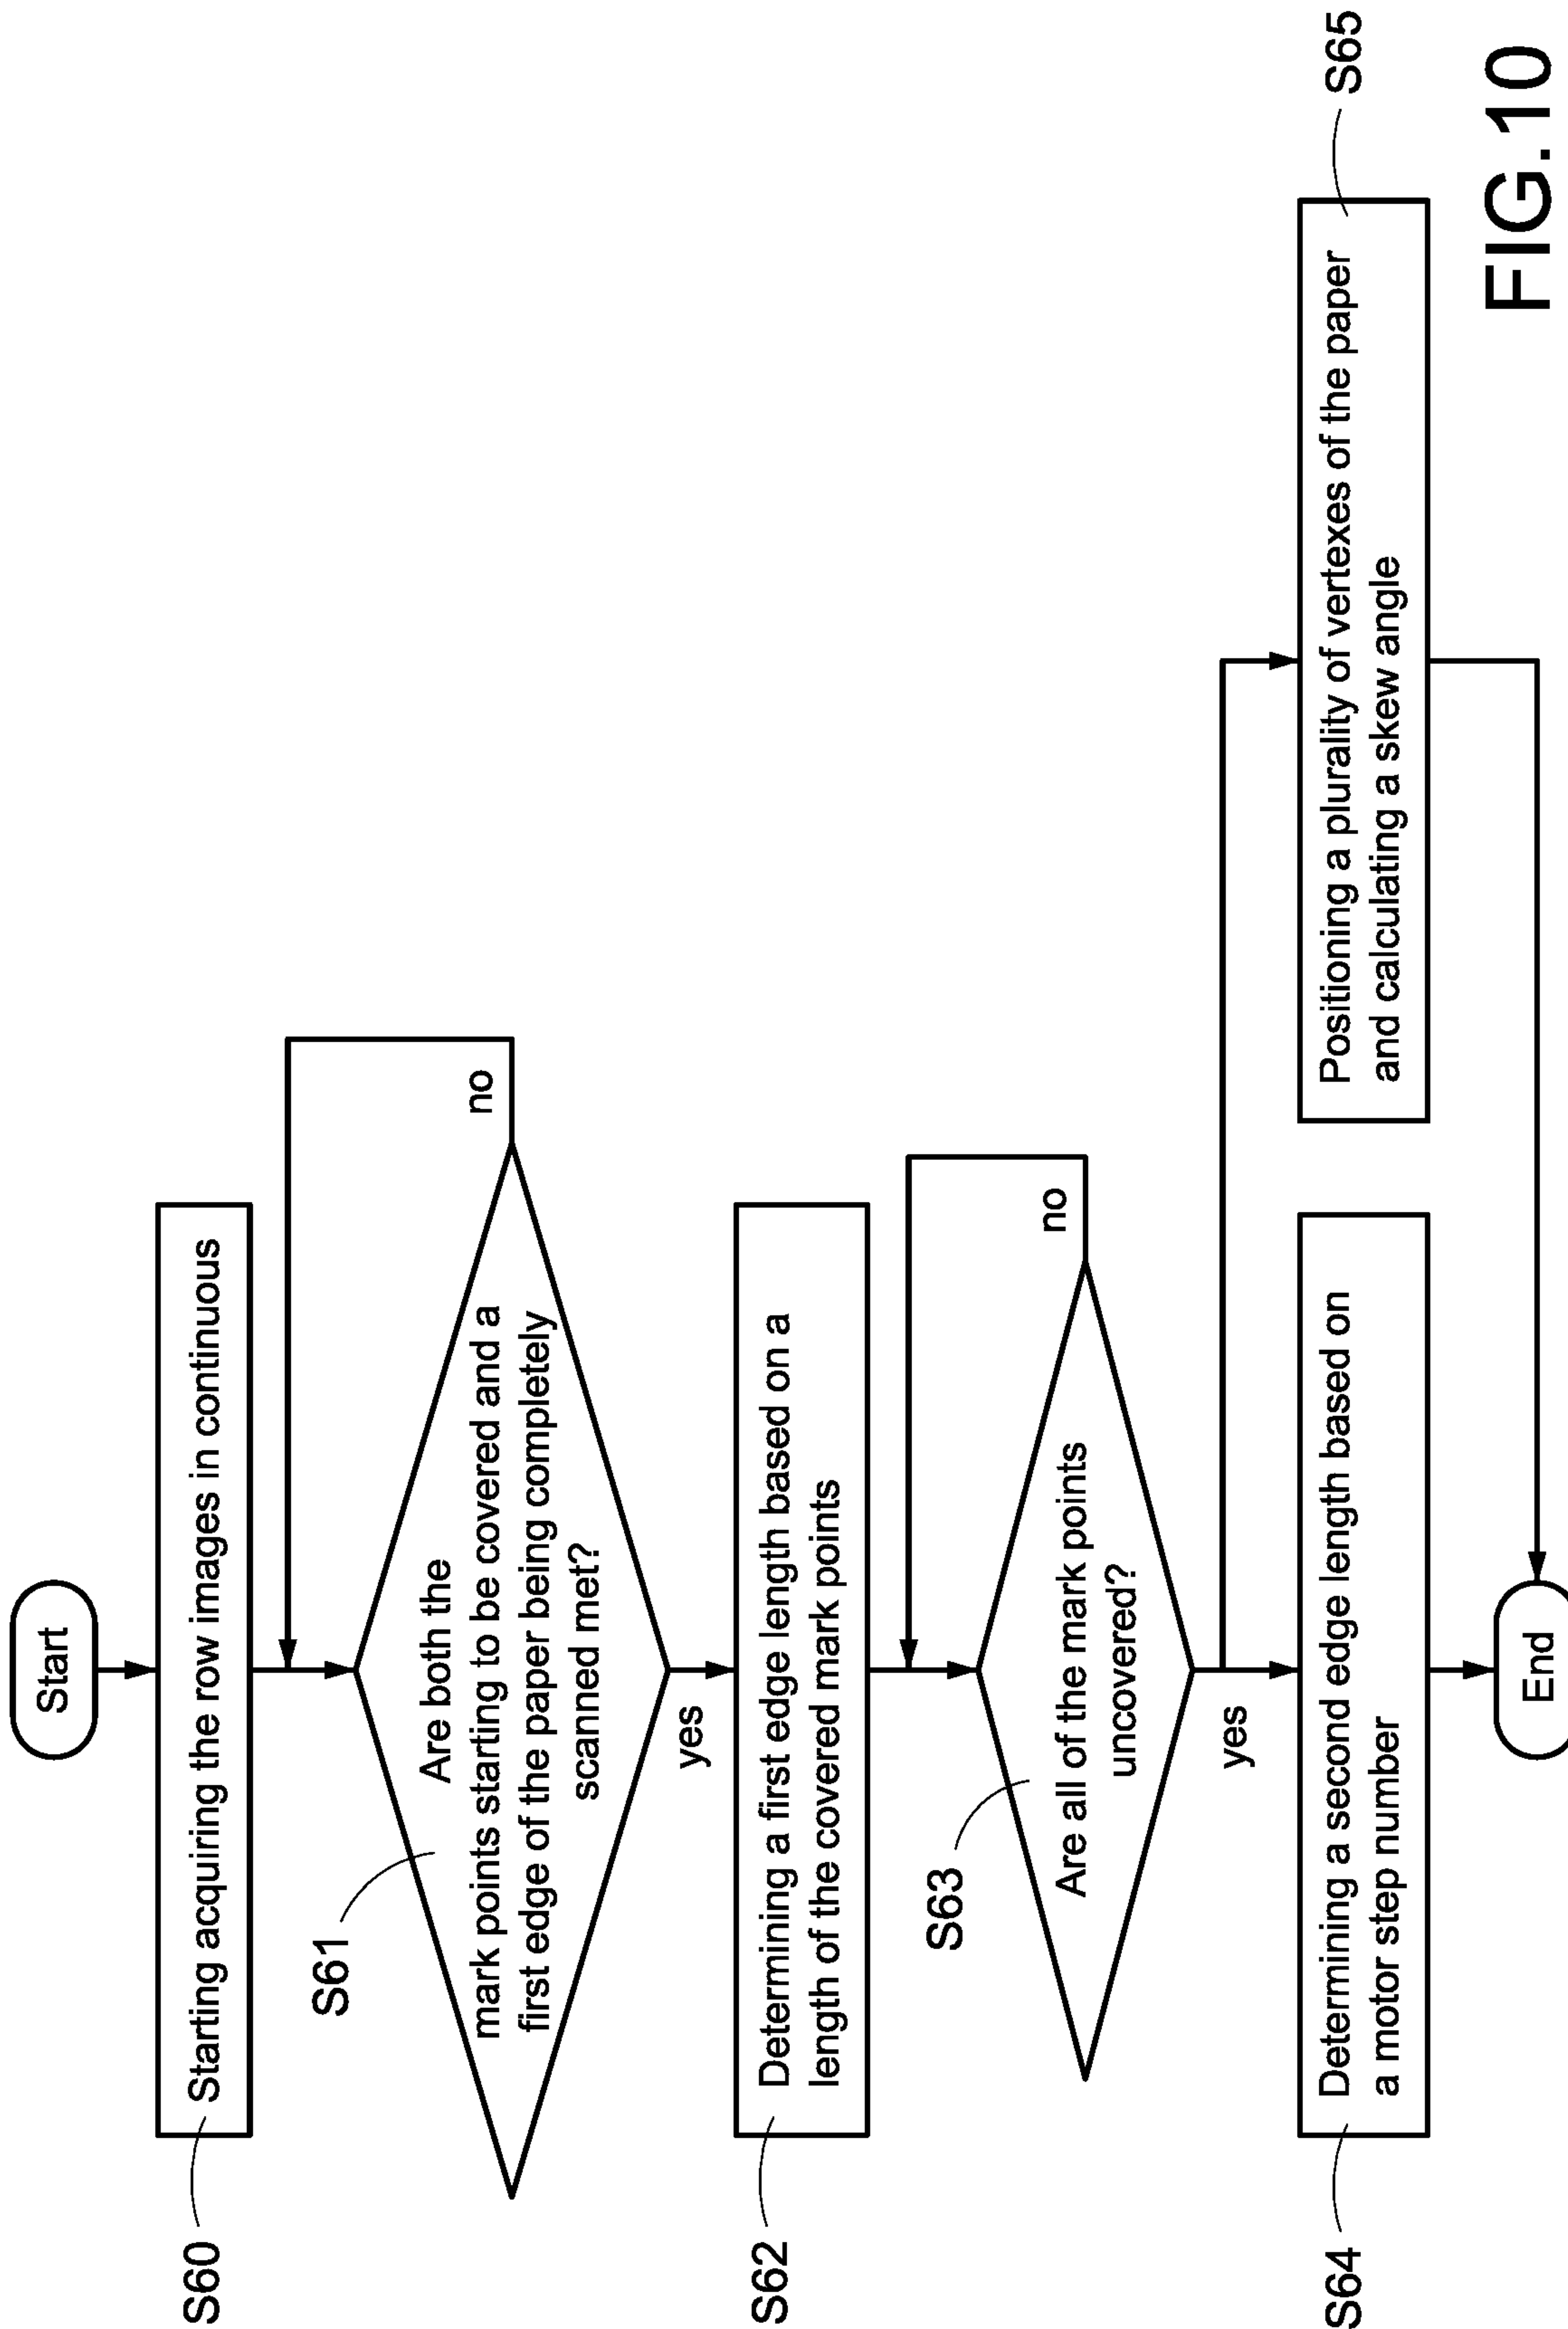 Start
S60
Starting acquiring the row images in continuous
S61
Are both the
mark points starting to be covered and a
first edge of the paper being completely
scanned met?
no
yes
S62
Determining a first edge length based on a
length of the covered mark points
S63
Are all of the mark points
uncovered?
no
yes
S64
Determining a second edge length based on
a motor step number
S65
Positioning a plurality of vertexes of the paper
and calculating a skew angle
End
FIG.10